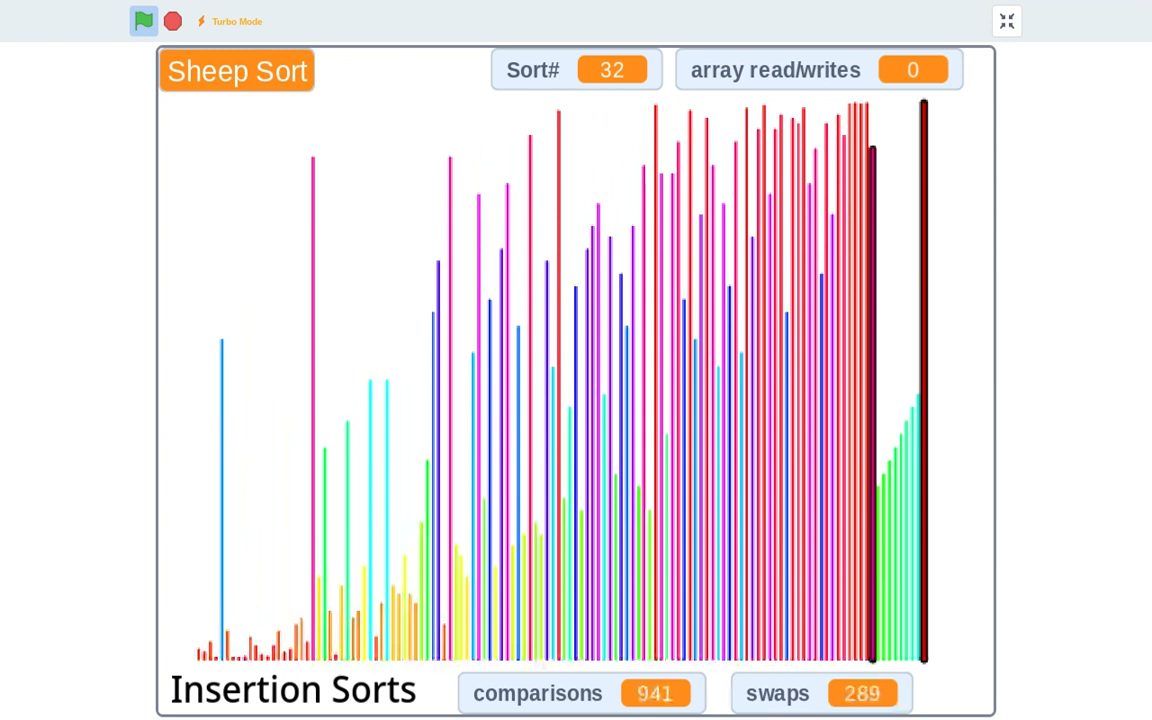 Turbo Mode
Sheep Sort
Sort# 32
array read/writes 0
Insertion Sorts
comparisons 941
swaps 289